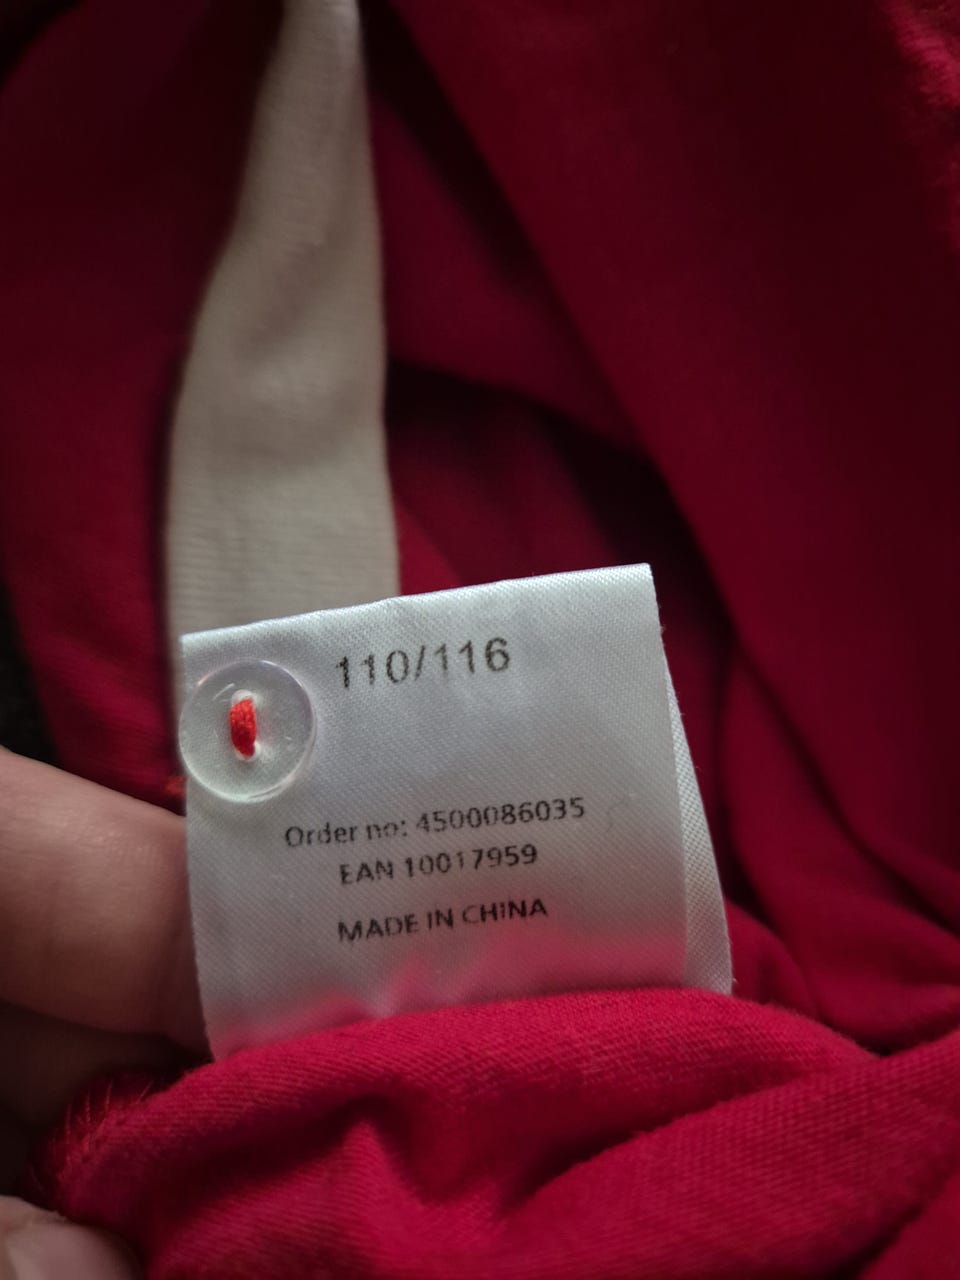 110/116
Order no: 4500086035
EAN 10017959
MADE IN CHINA